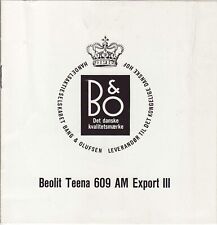 HANDELSAKTIESELSKABET BANG & OLUFSEN LEVERANDØR TIL DET KONGELIGE DANSKE HOF
B&O
Det danske
kvalitetsmærke
Beolit Teena 609 AM Export III